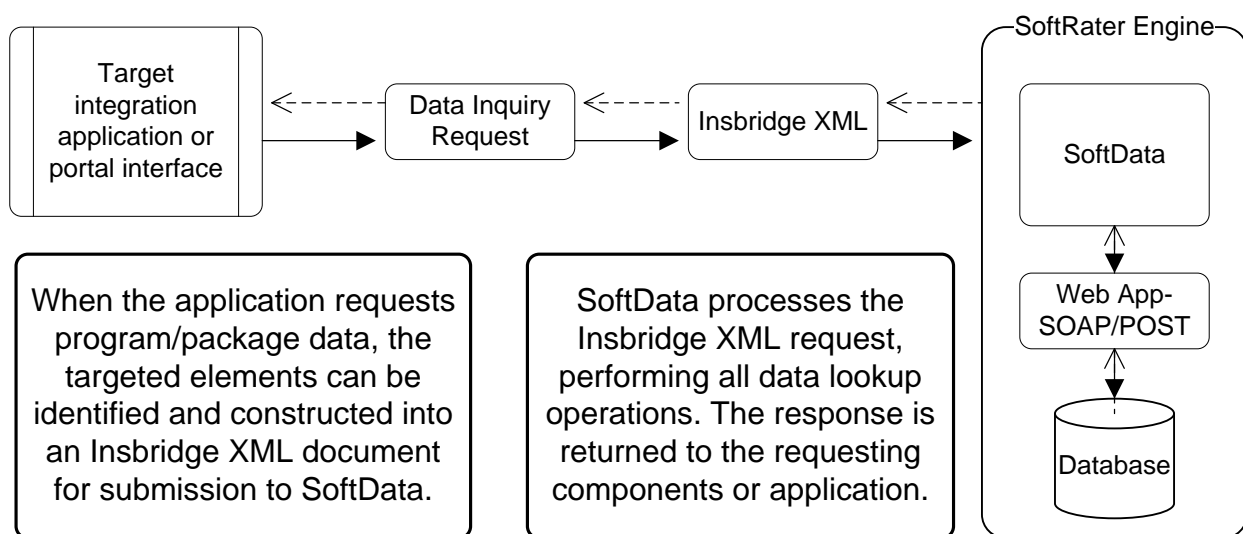 SoftRater Engine
Target
integration
application or
portal interface
Data Inquiry
Request
Insbridge XML
SoftData
Web App-
SOAP/POST
Database
When the application requests
program/package data, the
targeted elements can be
identified and constructed into
an Insbridge XML document
for submission to SoftData.
SoftData processes the
Insbridge XML request,
performing all data lookup
operations. The response is
returned to the requesting
components or application.